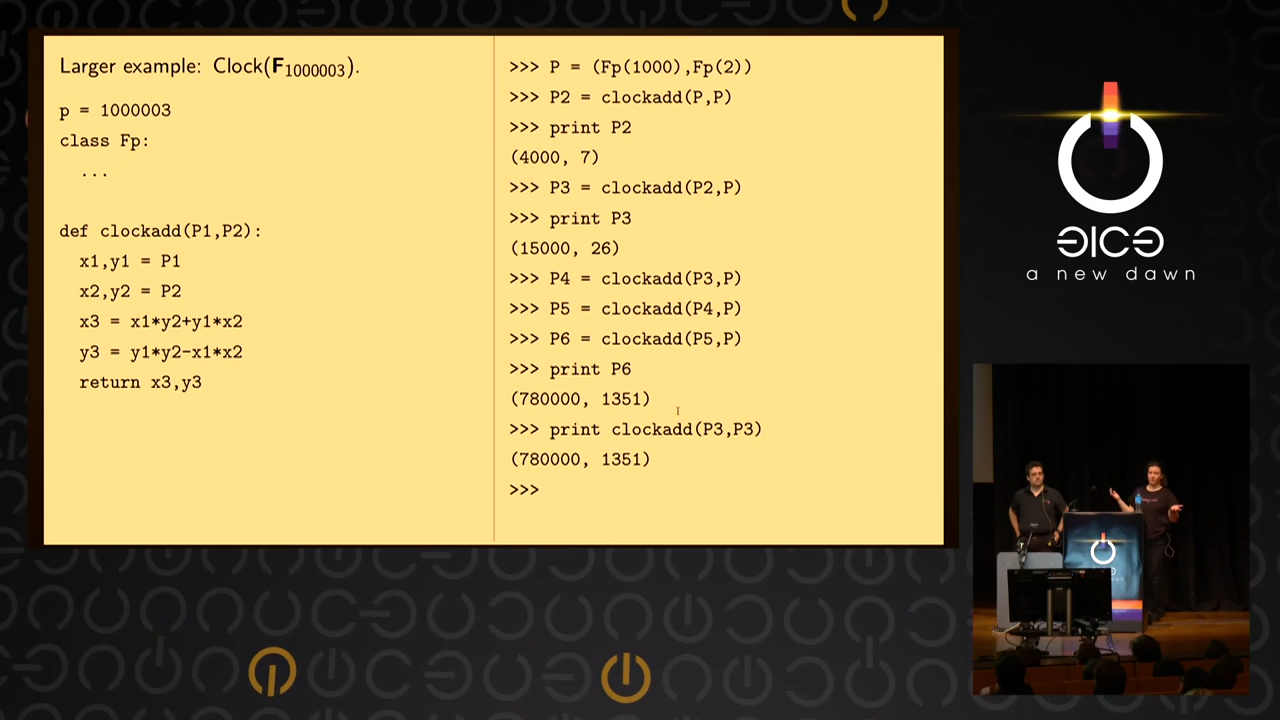 Larger example: Clock(F1000003).
p = 1000003
class Fp:
...
def clockadd(P1,P2):
x1,y1 = P1
x2,y2 = P2
x3 = x1*y2+y1*x2
y3 = y1*y2-x1*x2
return x3,y3
>>> P = (Fp(1000),Fp(2))
>>> P2 = clockadd(P,P)
>>> print P2
(4000, 7)
>>> P3 = clockadd(P2,P)
>>> print P3
(15000, 26)
>>> P4 = clockadd(P3,P)
>>> P5 = clockadd(P4,P)
>>> P6 = clockadd(P5,P)
>>> print P6
(780000, 1351)
>>> print clockadd(P3,P3)
(780000, 1351)
>>>
a new dawn